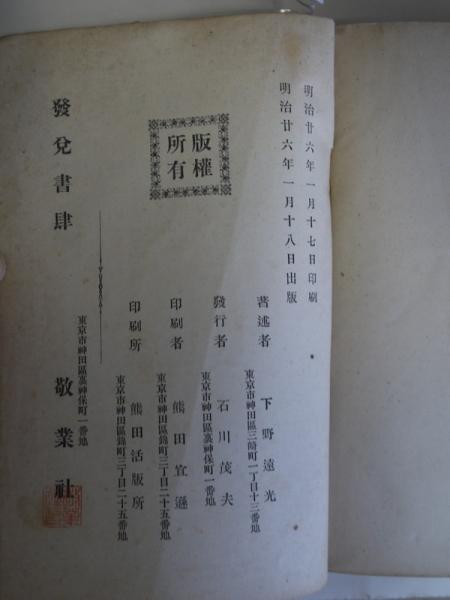 明治廿六年一月十七日印刷
明治廿六年一月十八日出版
版權
所有
著述者 下野遠光
東京市神田區三崎町一丁目十三番地
發行者 石川茂夫
東京市神田區裏神保町一番地
印刷者 熊田宜遜
東京市神田區錦町三丁目二十五番地
印刷所 熊田活版所
東京市神田區錦町三丁目二十五番地
發兌書肆 敬業社
東京市神田區裏神保町一番地